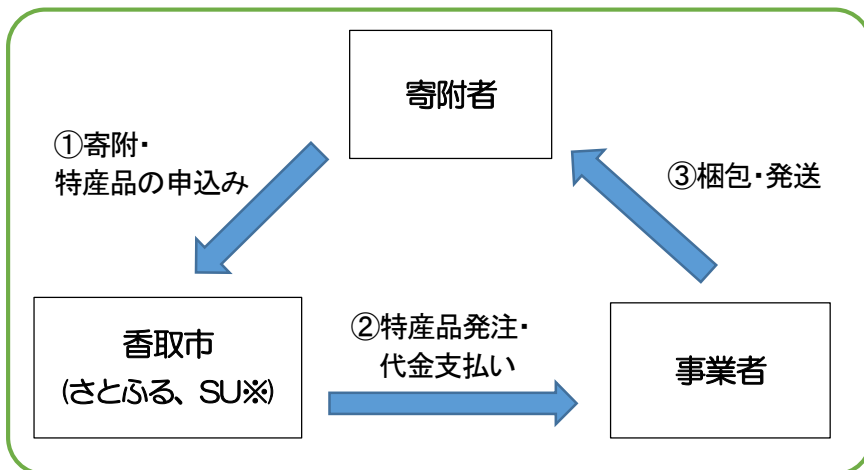 寄附者
①寄附・
特産品の申込み
③梱包・発送
香取市
(さとふる、SU※)
②特産品発注・
代金支払い
事業者